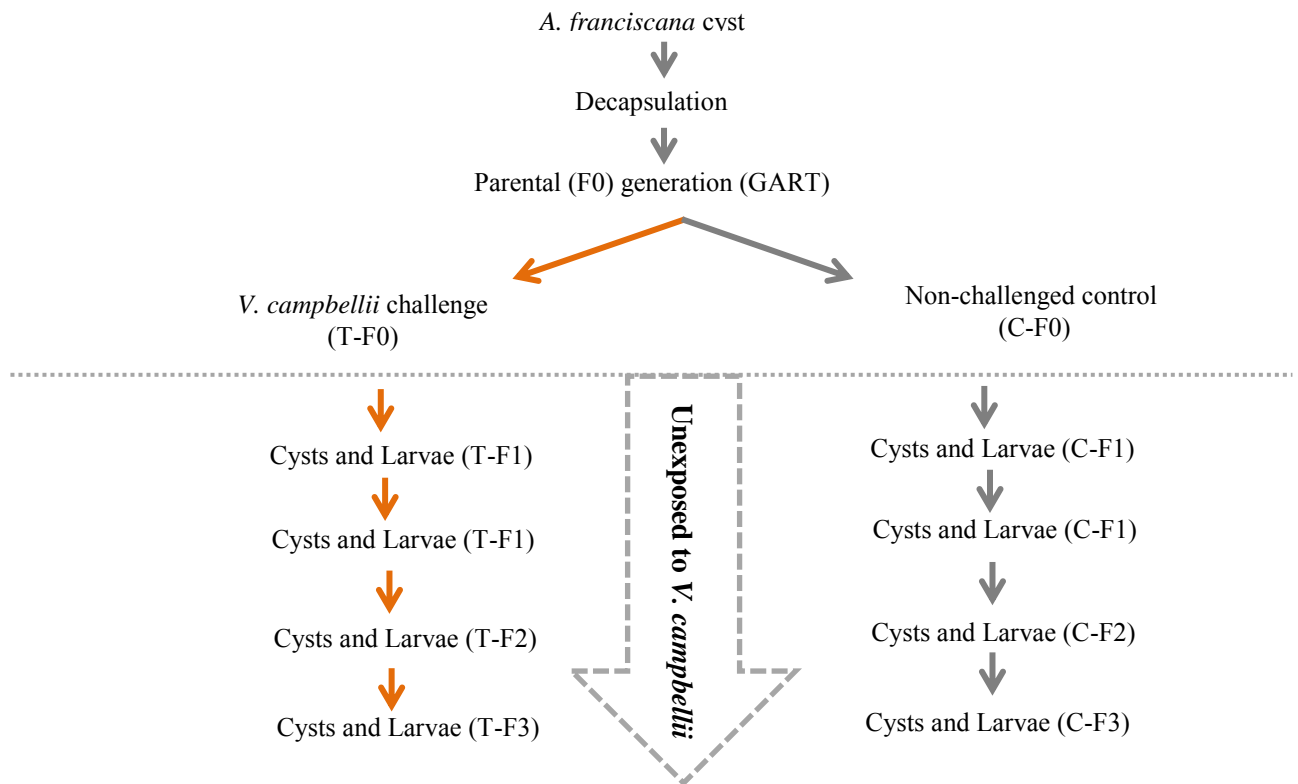 A. franciscana cyst
Decapsulation
Parental (F0) generation (GART)
V. campbellii challenge
(T-F0)
Non-challenged control
(C-F0)
Unexposed to V. campbellii
Cysts and Larvae (T-F1)
Cysts and Larvae (C-F1)
Cysts and Larvae (T-F1)
Cysts and Larvae (C-F1)
Cysts and Larvae (T-F2)
Cysts and Larvae (C-F2)
Cysts and Larvae (T-F3)
Cysts and Larvae (C-F3)